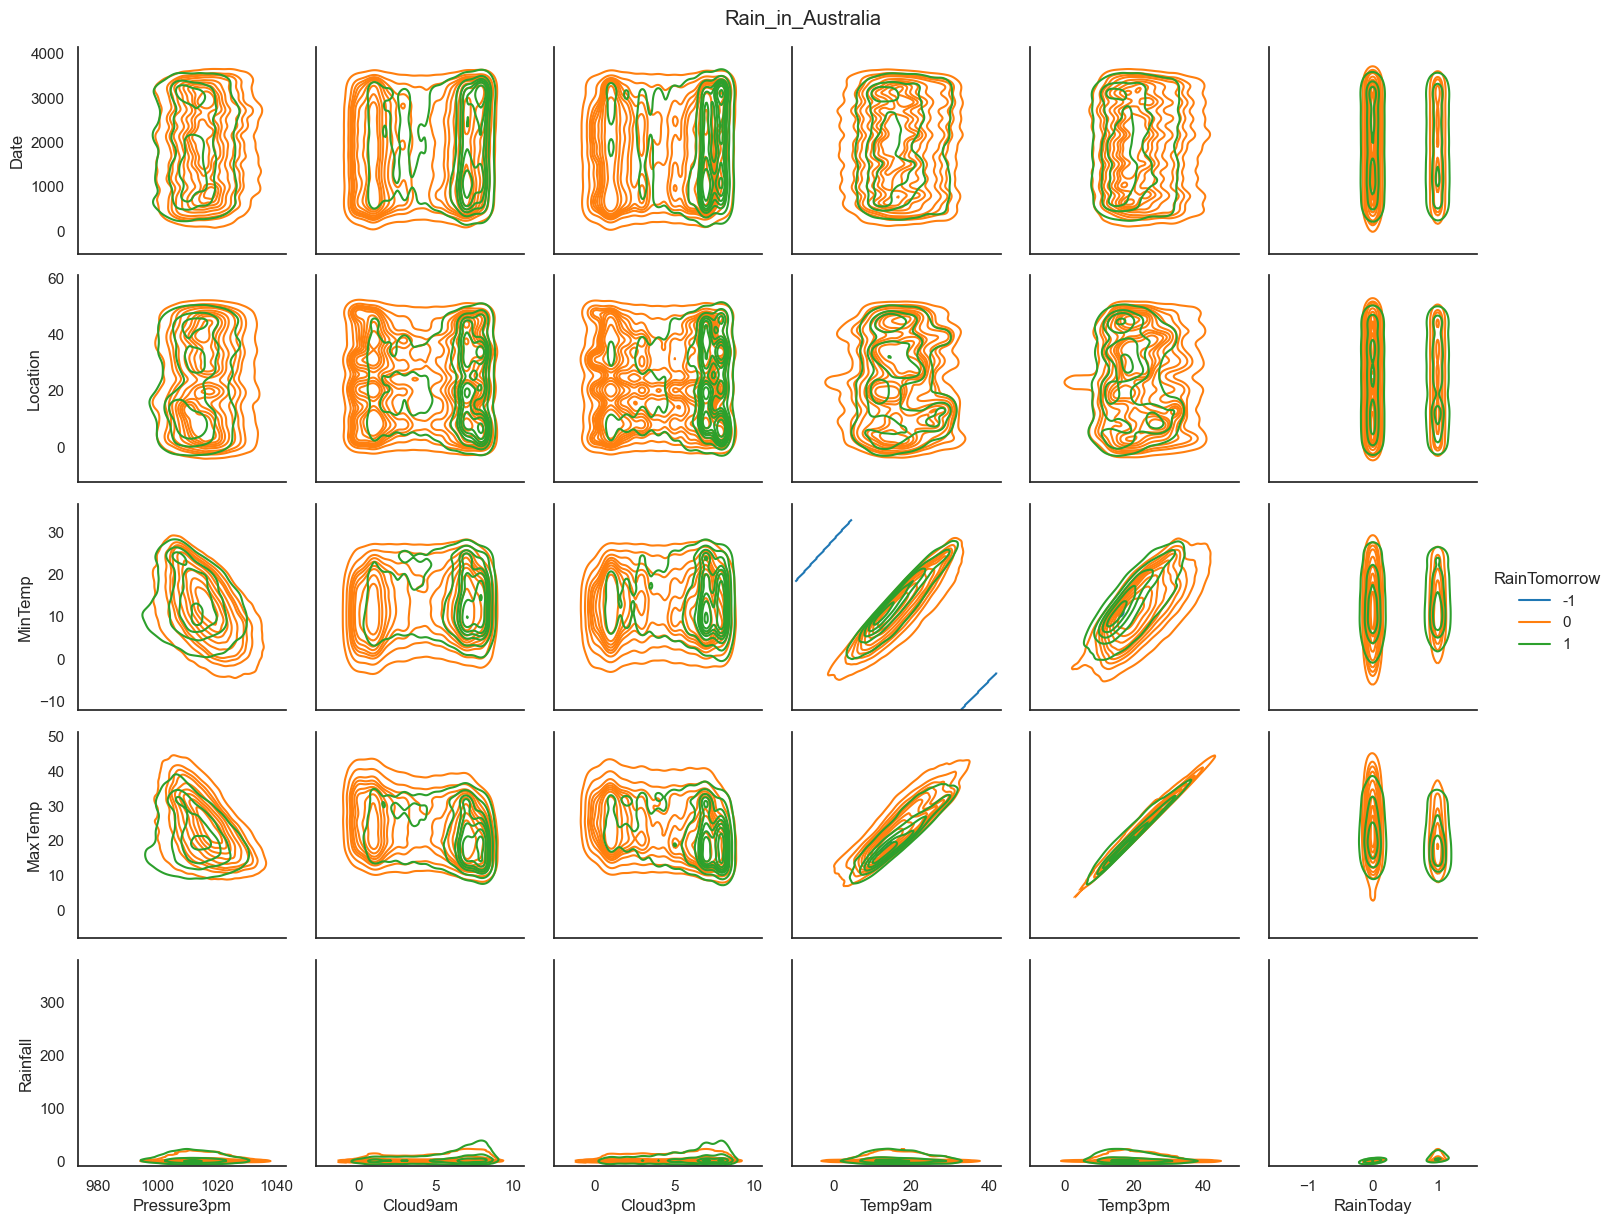 Rain_in_Australia
4000
3000
2000
1000
0
Date
60
40
20
0
Location
30
20
10
0
−10
MinTemp
RainTomorrow
-1
0
1
50
40
30
20
10
0
MaxTemp
300
200
100
0
Rainfall
980 1000 1020 1040
0 5 10
0 5 10
0 20 40
0 20 40
−1 0 1
Pressure3pm Cloud9am Cloud3pm Temp9am Temp3pm RainToday